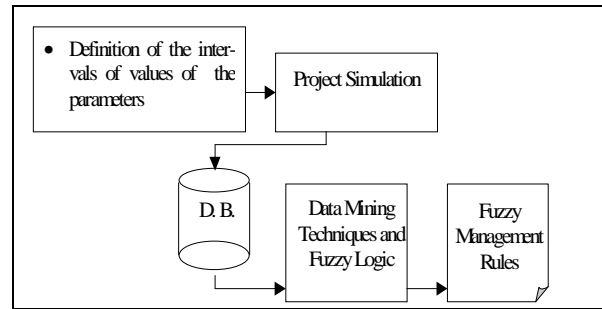 • Definition of the inter-
vals of values of the
parameters
Project Simulation
D. B.
Data Mining
Techniques and
Fuzzy Logic
Fuzzy
Management
Rules